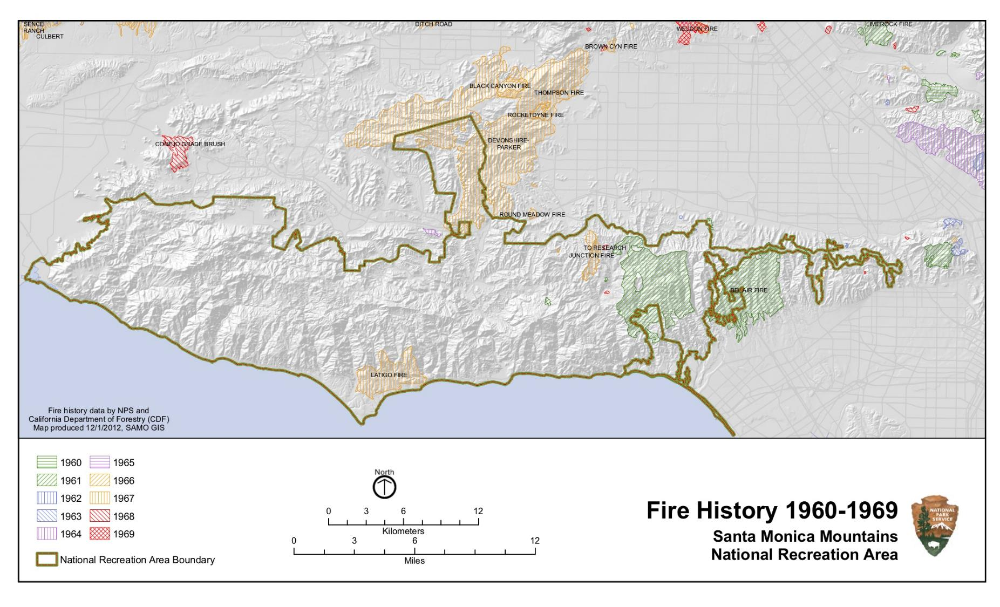 SENCE
RANCH
CULBERT
DITCH ROAD
WELDON FIRE
LIMEROCK FIRE
BROWN CYN FIRE
BLACK CANYON FIRE
THOMPSON FIRE
ROCKETDYNE FIRE
DEVONSHIRE-
PARKER
CONEJO GRADE BRUSH
ROUND MEADOW FIRE
TO RESEARCH
JUNCTION FIRE
BEL AIR FIRE
LATIGO FIRE
Fire history data by NPS and
California Department of Forestry (CDF)
Map produced 12/1/2012, SAMO GIS
1960 1965
1961 1966
1962 1967
1963 1968
1964 1969
National Recreation Area Boundary
North
0 3 6 12
Kilometers
0 3 6 12
Miles
Fire History 1960-1969
Santa Monica Mountains
National Recreation Area
NATIONAL
PARK
SERVICE